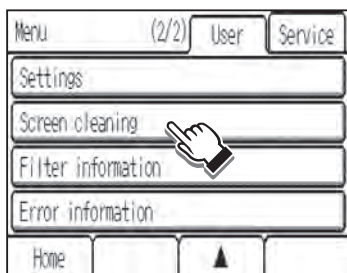 Menu (2/2) User Service
Settings
Screen cleaning
Filter information
Error information
Home ▲